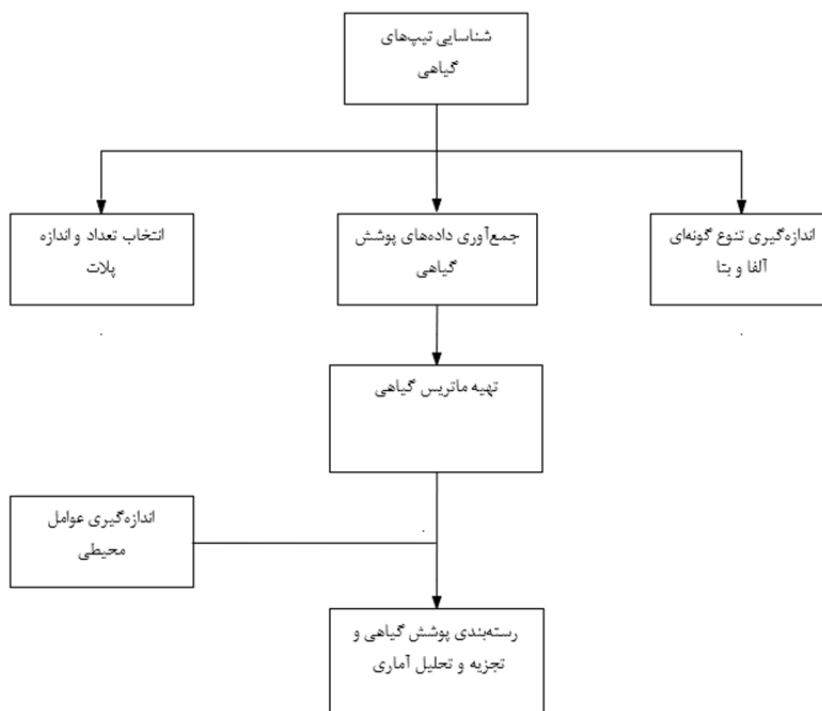 شناسایی تیپ‌های
گیاهی
اندازه‌گیری تنوع گونه‌ای
آلفا و بتا
جمع‌آوری داده‌های پوشش
گیاهی
انتخاب تعداد و اندازه
پلات
تهیه ماتریس گیاهی
اندازه‌گیری عوامل
محیطی
رسته‌بندی پوشش گیاهی و
تجزیه و تحلیل آماری